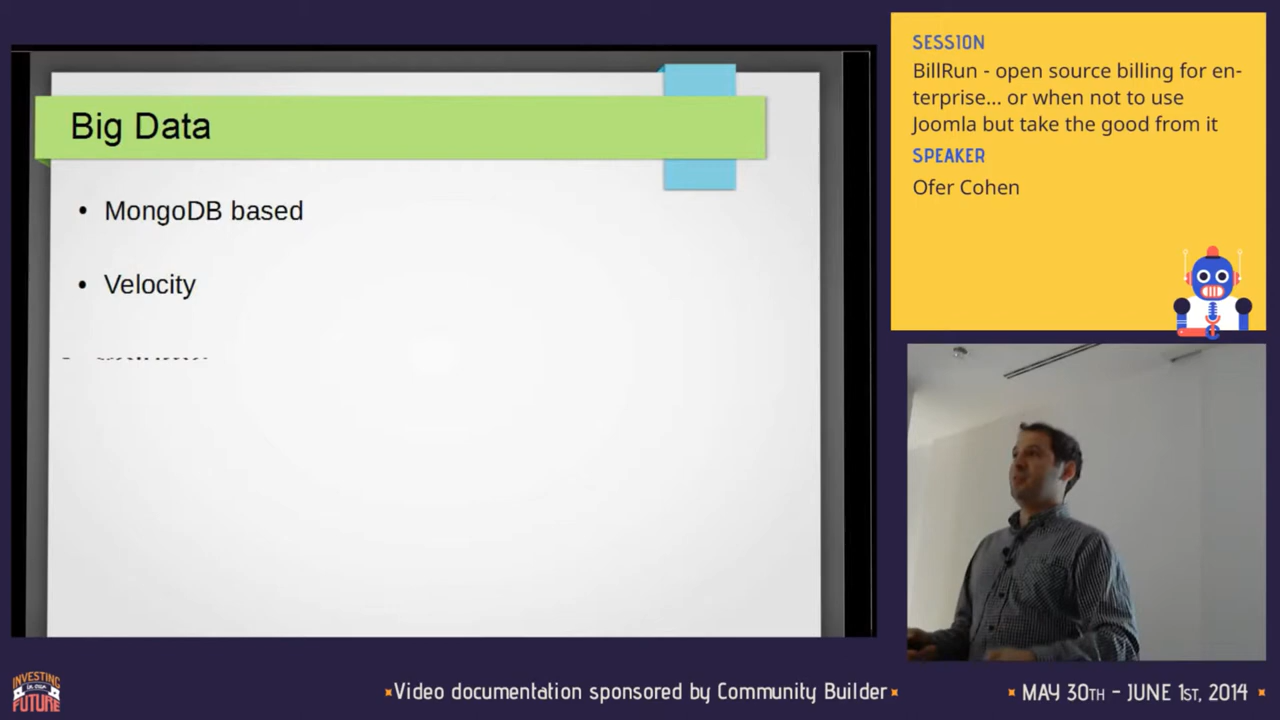 Big Data
• MongoDB based
• Velocity
SESSION
BillRun - open source billing for en-
terprise... or when not to use
Joomla but take the good from it
SPEAKER
Ofer Cohen
INVESTING
IN OUR
FUTURE
Video documentation sponsored by Community Builder
MAY 30TH - JUNE 1ST, 2014